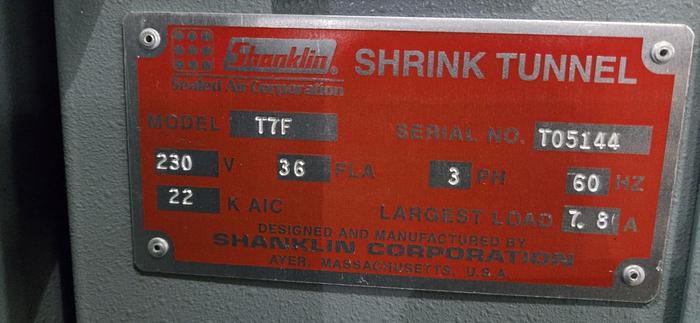 Shanklin® SHRINK TUNNEL
Sealed Air Corporation
MODEL T7F SERIAL NO. T05144
230 V 36 FLA 3 PH 60 HZ
22 K AIC LARGEST LOAD 7.8 A
DESIGNED AND MANUFACTURED BY
SHANKLIN CORPORATION
AYER, MASSACHUSETTS, U.S.A.